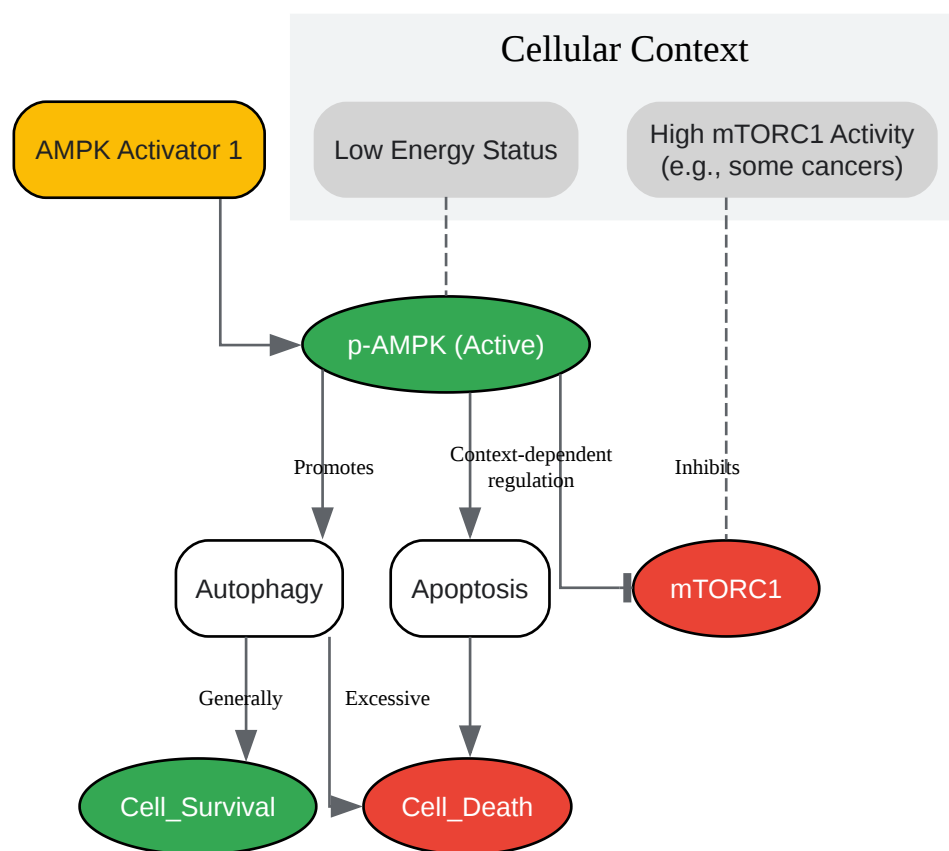 Cellular Context
AMPK Activator 1
Low Energy Status
High mTORC1 Activity
(e.g., some cancers)
p-AMPK (Active)
Promotes
Context-dependent
regulation
Inhibits
Autophagy
Apoptosis
mTORC1
Generally
Excessive
Cell_Survival
Cell_Death